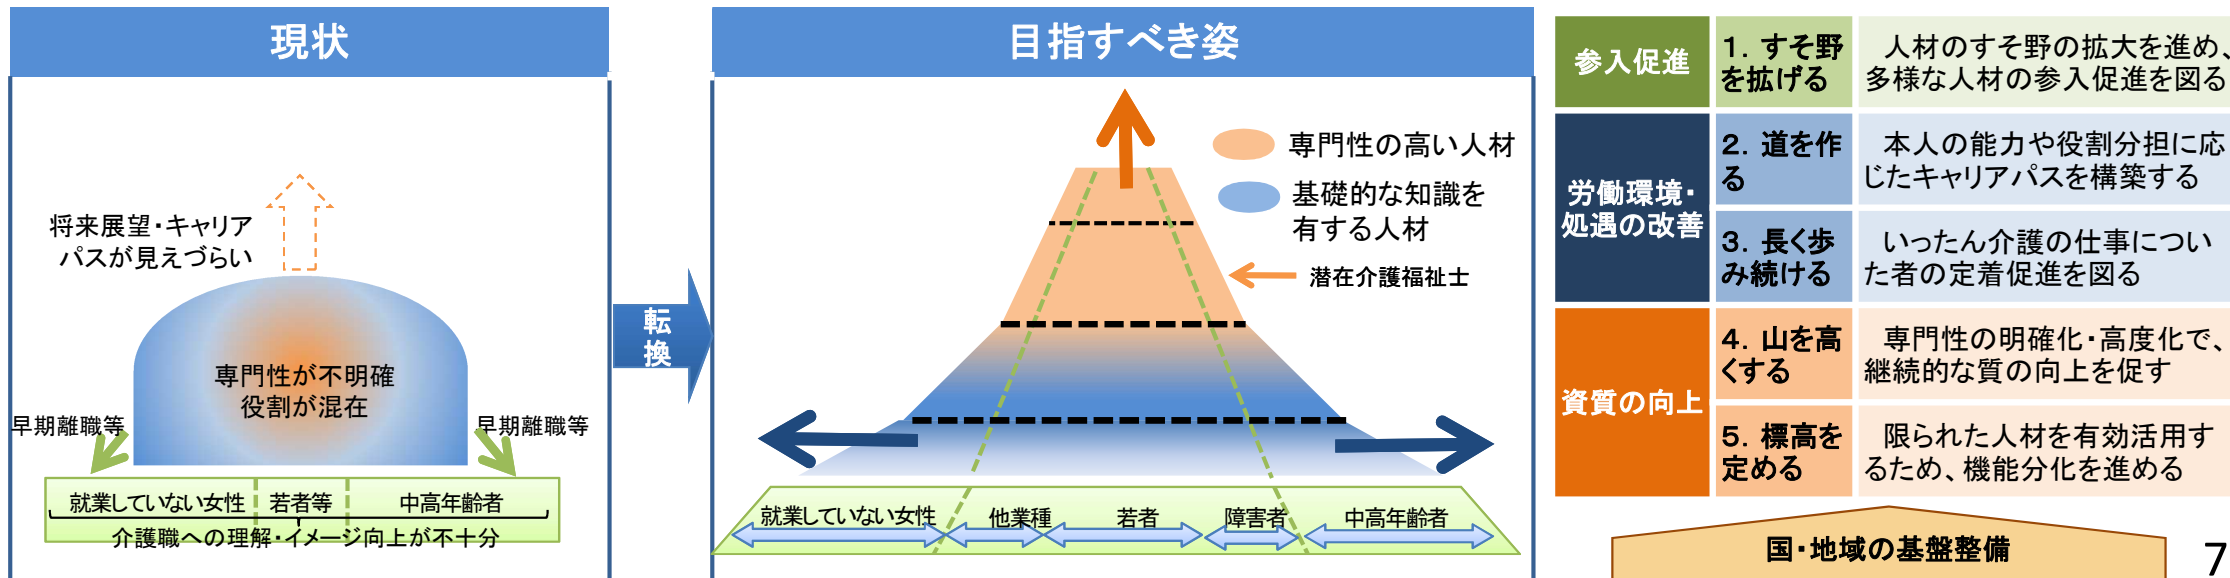 現状
将来展望・キャリア
パスが見えづらい
専門性が不明確
役割が混在
早期離職等
早期離職等
就業していない女性
若者等
中高年齢者
介護職への理解・イメージ向上が不十分
転
換
目指すべき姿
専門性の高い人材
基礎的な知識を
有する人材
潜在介護福祉士
就業していない女性
他業種
若者
障害者
中高年齢者
参入促進
1．すそ野
を拡げる
人材のすそ野の拡大を進め、
多様な人材の参入促進を図る
労働環境・
処遇の改善
2．道を作
る
本人の能力や役割分担に応
じたキャリアパスを構築する
3．長く歩
み続ける
いったん介護の仕事につい
た者の定着促進を図る
資質の向上
4．山を高
くする
専門性の明確化・高度化で、
継続的な質の向上を促す
5．標高を
定める
限られた人材を有効活用す
るため、機能分化を進める
国・地域の基盤整備
7